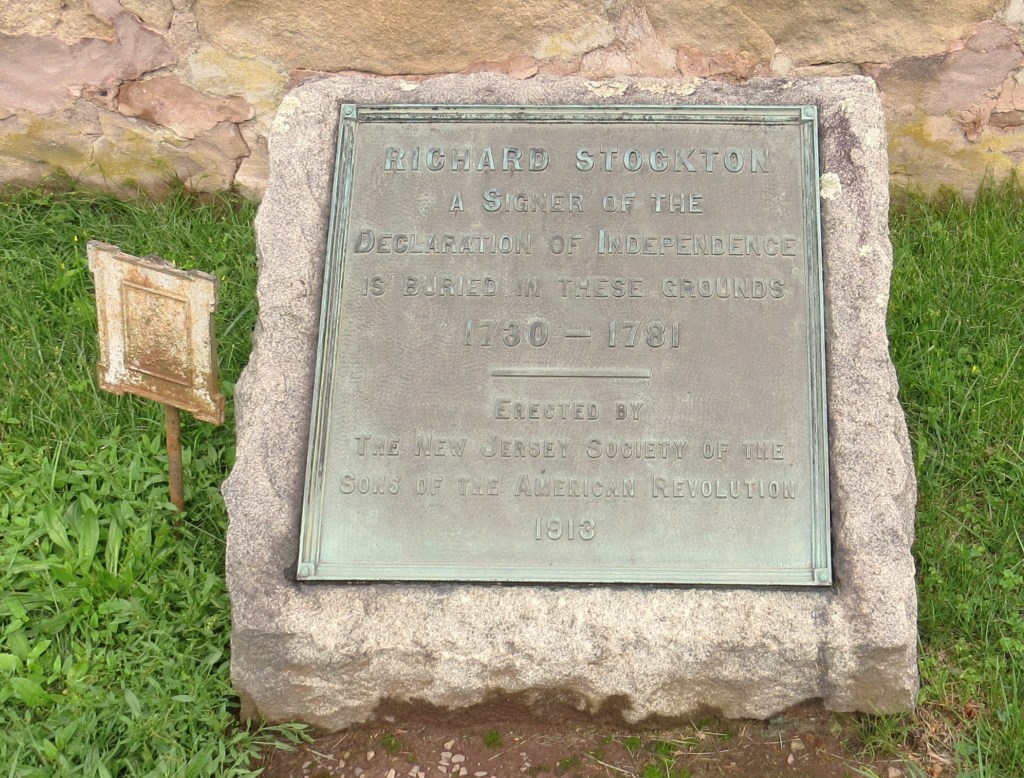 RICHARD STOCKTON
A SIGNER OF THE
DECLARATION OF INDEPENDENCE
IS BURIED IN THESE GROUNDS
1730 — 1781
ERECTED BY
THE NEW JERSEY SOCIETY OF THE
SONS OF THE AMERICAN REVOLUTION
1913